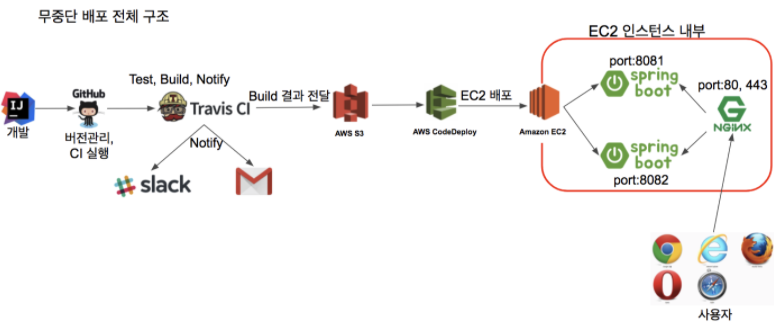 무중단 배포 전체 구조
EC2 인스턴스 내부
port:8081
spring
boot
port:80, 443
NGINX
GitHub
Test, Build, Notify
Travis CI
Build 결과 전달
EC2 배포
IJ
개발
버전관리,
CI 실행
AWS S3
AWS CodeDeploy
Amazon EC2
Notify
slack
spring
boot
port:8082
사용자